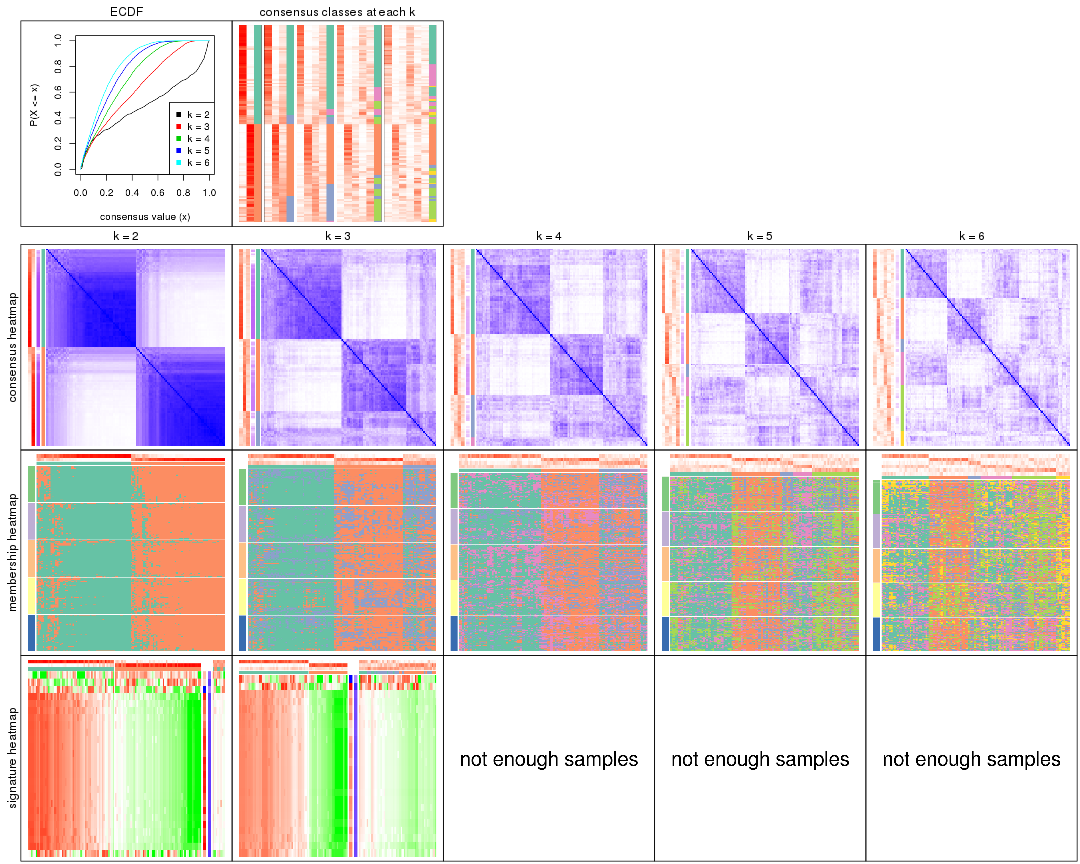 ECDF
consensus classes at each k
P(X <= x)
1.0
0.8
0.6
0.4
0.2
0.0
k = 2
k = 3
k = 4
k = 5
k = 6
0.0 0.2 0.4 0.6 0.8 1.0
consensus value (x)
k = 2
k = 3
k = 4
k = 5
k = 6
consensus heatmap
membership heatmap
signature heatmap
not enough samples
not enough samples
not enough samples